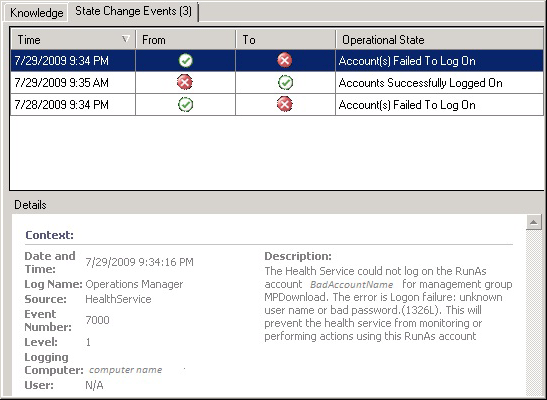 Knowledge State Change Events (3)
Time From To Operational State
7/29/2009 9:34 PM Account(s) Failed To Log On
7/29/2009 9:35 AM Accounts Successfully Logged On
7/28/2009 9:34 PM Account(s) Failed To Log On
Details
Context:
Date and
Time:
7/29/2009 9:34:16 PM
Log Name: Operations Manager
Source: HealthService
Event
Number:
7000
Level: 1
Logging
Computer: computer name
User: N/A
Description:
The Health Service could not log on the RunAs
account BadAccountName for management group
MPDownload. The error is Logon failure: unknown
user name or bad password.(1326L). This will
prevent the health service from monitoring or
performing actions using this RunAs account